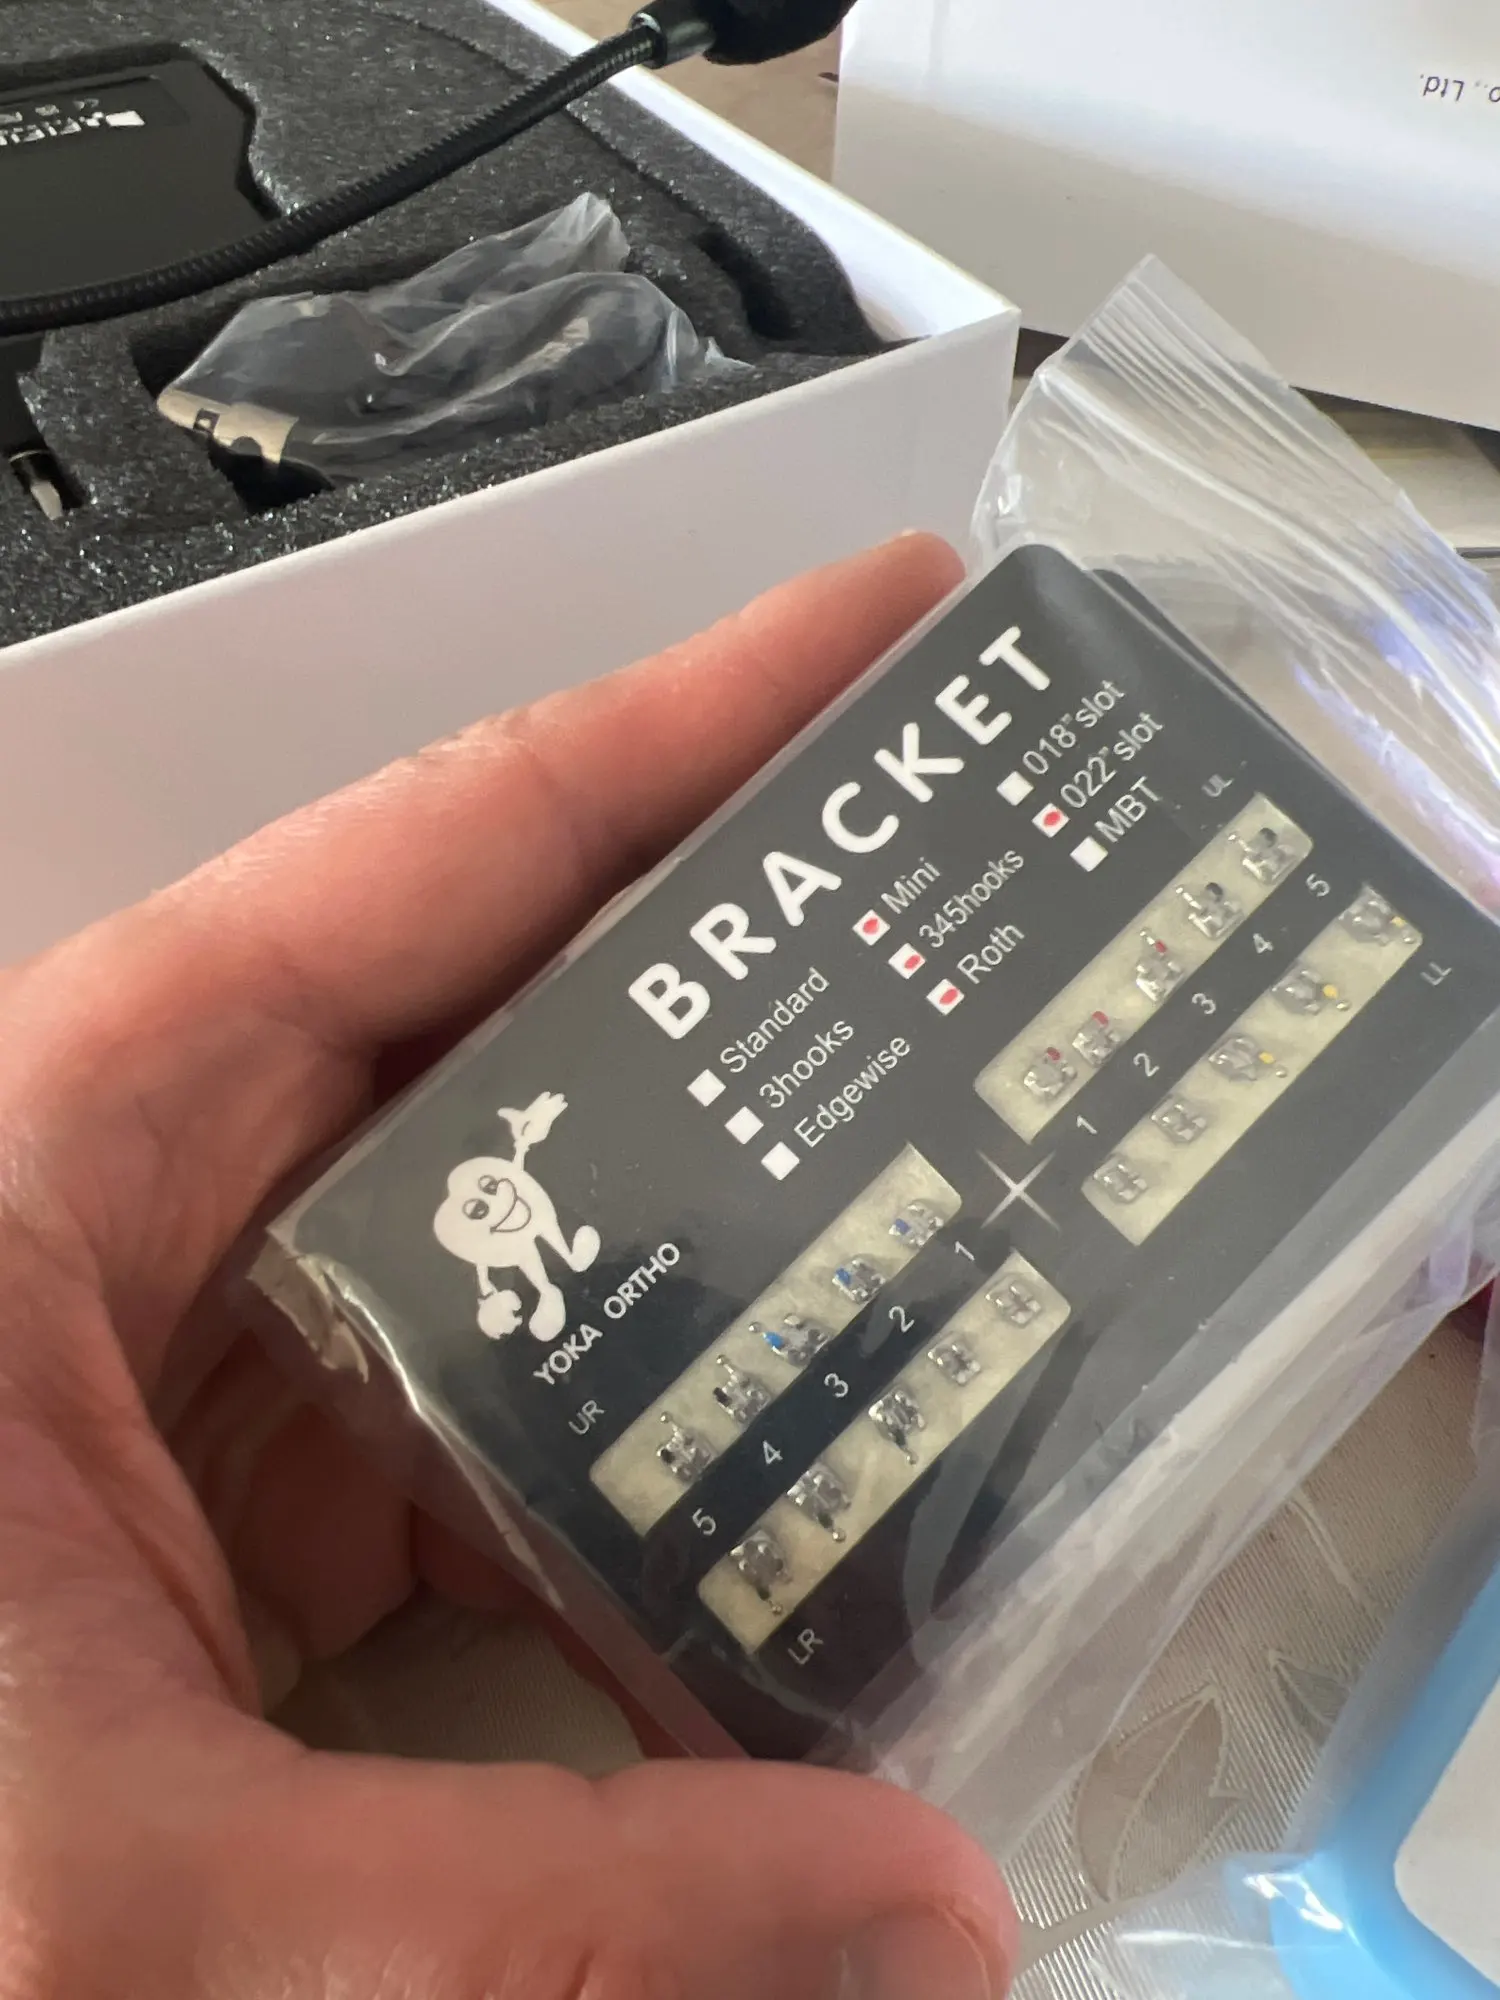 o., Ltd.
BRACKET
Standard
Mini
018"slot
3hooks
345hooks
022"slot
Edgewise
Roth
MBT
YOKA ORTHO
UR
UL
5 4 3 2 1
1 2 3 4 5
LR
LL